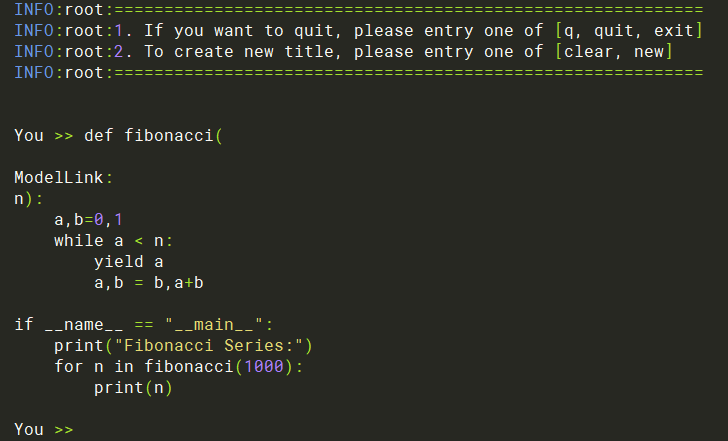 INFO:root:===========================================================
INFO:root:1. If you want to quit, please entry one of [q, quit, exit]
INFO:root:2. To create new title, please entry one of [clear, new]
INFO:root:===========================================================
You >> def fibonacci(
ModelLink:
n):
    a,b=0,1
    while a < n:
        yield a
        a,b = b,a+b
if __name__ == "__main__":
    print("Fibonacci Series:")
    for n in fibonacci(1000):
        print(n)
You >>